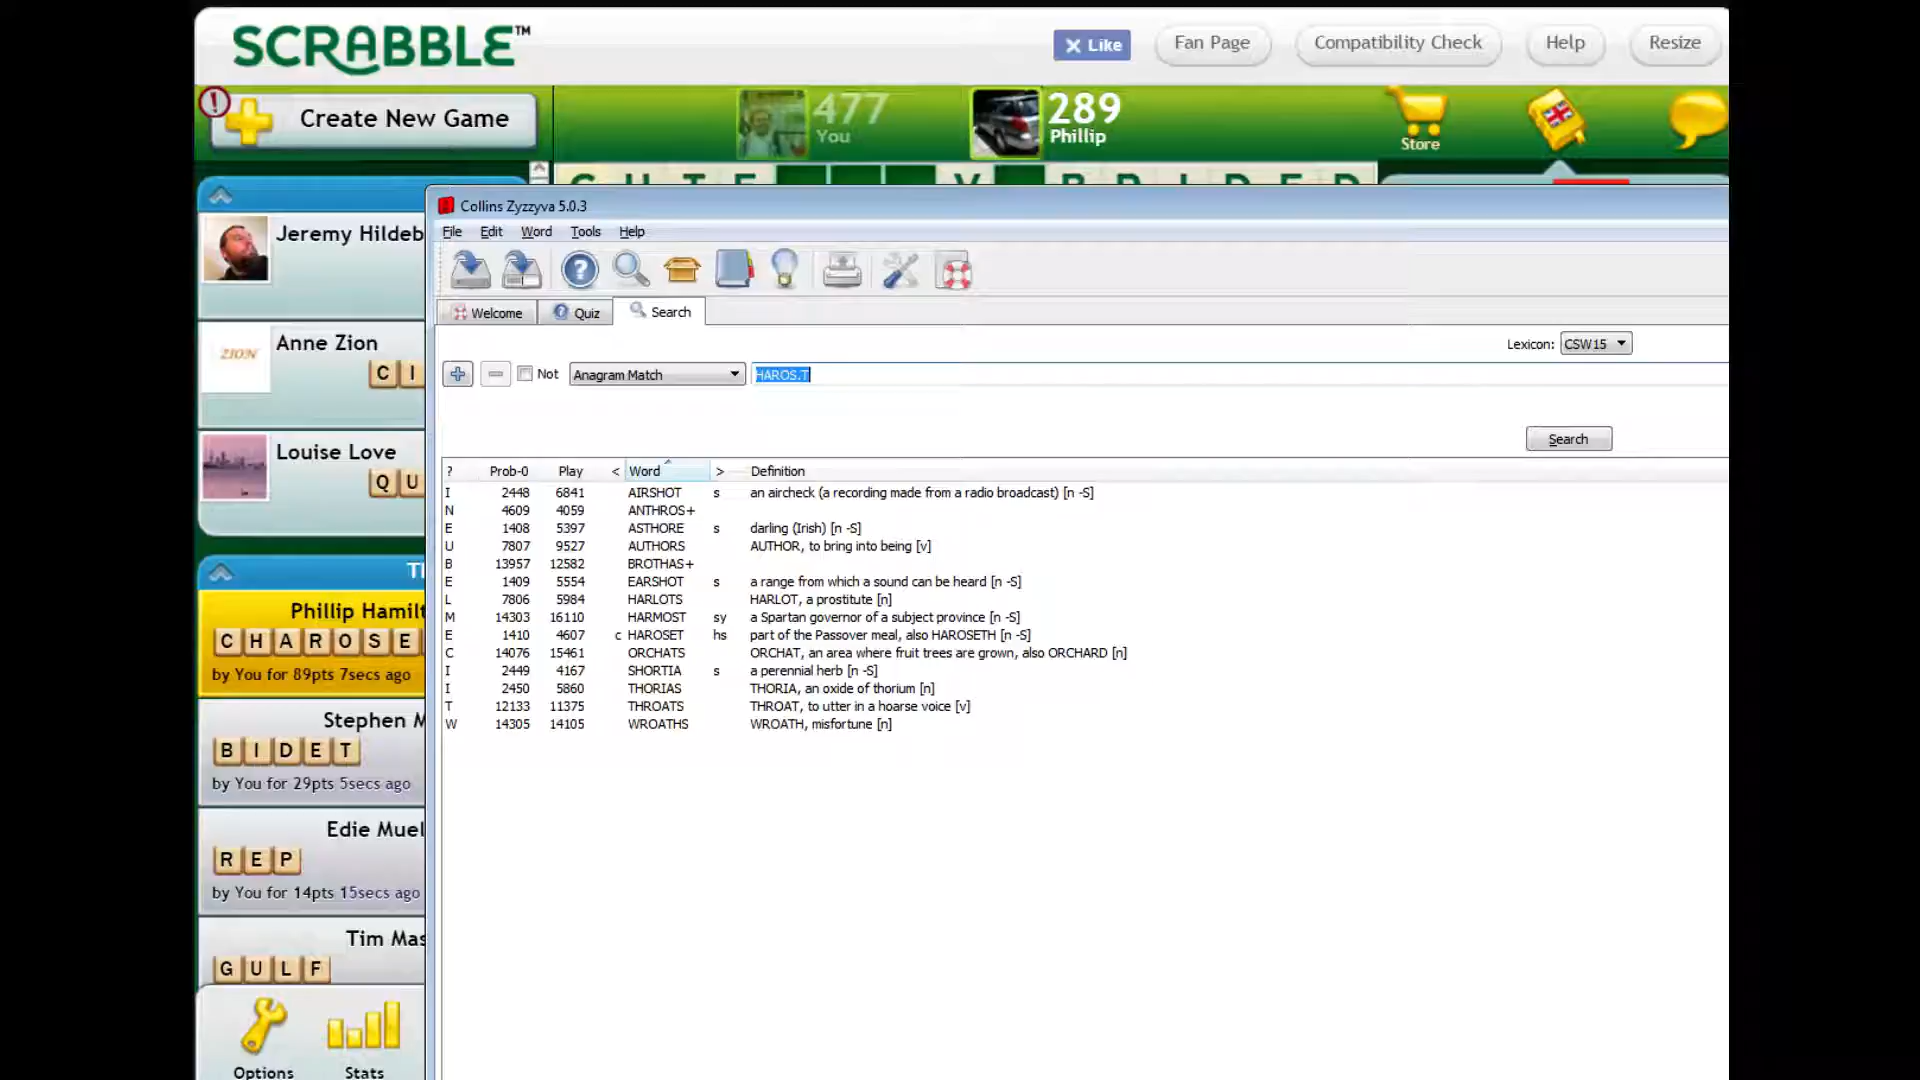 SCRABBLE™
Like
Fan Page
Compatibility Check
Help
Resize
!
Create New Game
477
You
289
Phillip
Store
Jeremy Hildeb
Anne Zion
ZION
C I
Louise Love
Q U
Th
Phillip Hamilt
C H A R O S E
by You for 89pts 7secs ago
Stephen M
B I D E T
by You for 29pts 5secs ago
Edie Muel
R E P
by You for 14pts 15secs ago
Tim Mas
G U L F
Options
Stats
Collins Zyzzyva 5.0.3
File Edit Word Tools Help
Welcome Quiz Search
Lexicon: CSW15
Not Anagram Match HAROS.T
Search
? Prob-0 Play < Word > Definition
I 2448 6841 AIRSHOT s an aircheck (a recording made from a radio broadcast) [n -S]
N 4609 4059 ANTHROS+
E 1408 5397 ASTHORE s darling (Irish) [n -S]
U 7807 9527 AUTHORS AUTHOR, to bring into being [v]
B 13957 12582 BROTHAS+
E 1409 5554 EARSHOT s a range from which a sound can be heard [n -S]
L 7806 5984 HARLOTS HARLOT, a prostitute [n]
M 14303 16110 HARMOST sy a Spartan governor of a subject province [n -S]
E 1410 4607 c HAROSET hs part of the Passover meal, also HAROSETH [n -S]
C 14076 15461 ORCHATS ORCHAT, an area where fruit trees are grown, also ORCHARD [n]
I 2449 4167 SHORTIA s a perennial herb [n -S]
I 2450 5860 THORIAS THORIA, an oxide of thorium [n]
T 12133 11375 THROATS THROAT, to utter in a hoarse voice [v]
W 14305 14105 WROATHS WROATH, misfortune [n]